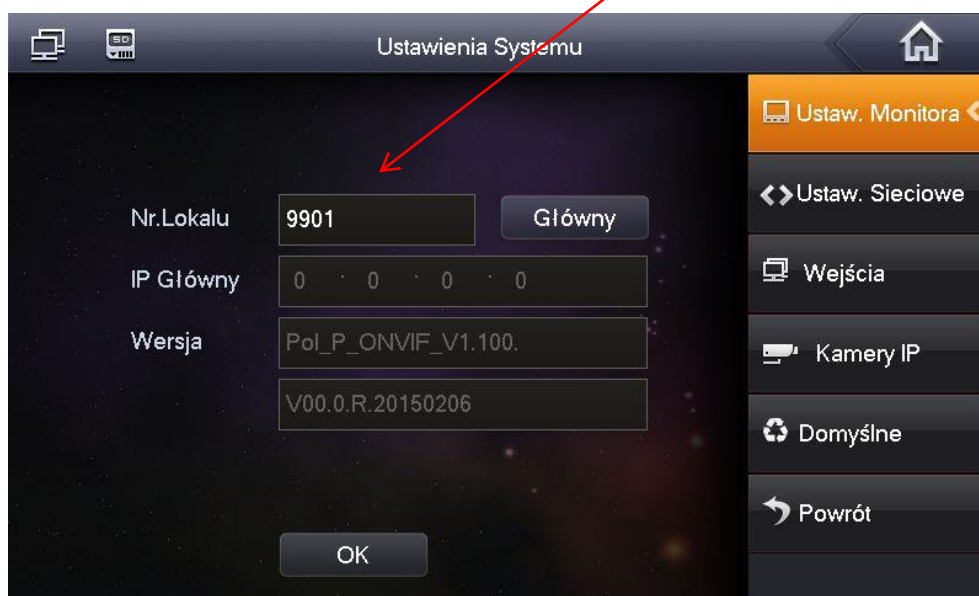 SD
Ustawienia Systemu
Ustaw. Monitora
Nr.Lokalu 9901 Główny
Ustaw. Sieciowe
IP Główny 0 . 0 . 0 . 0
Wejścia
Wersja Pol_P_ONVIF_V1.100.
Kamery IP
V00.0.R.20150206
Domyślne
Powrót
OK